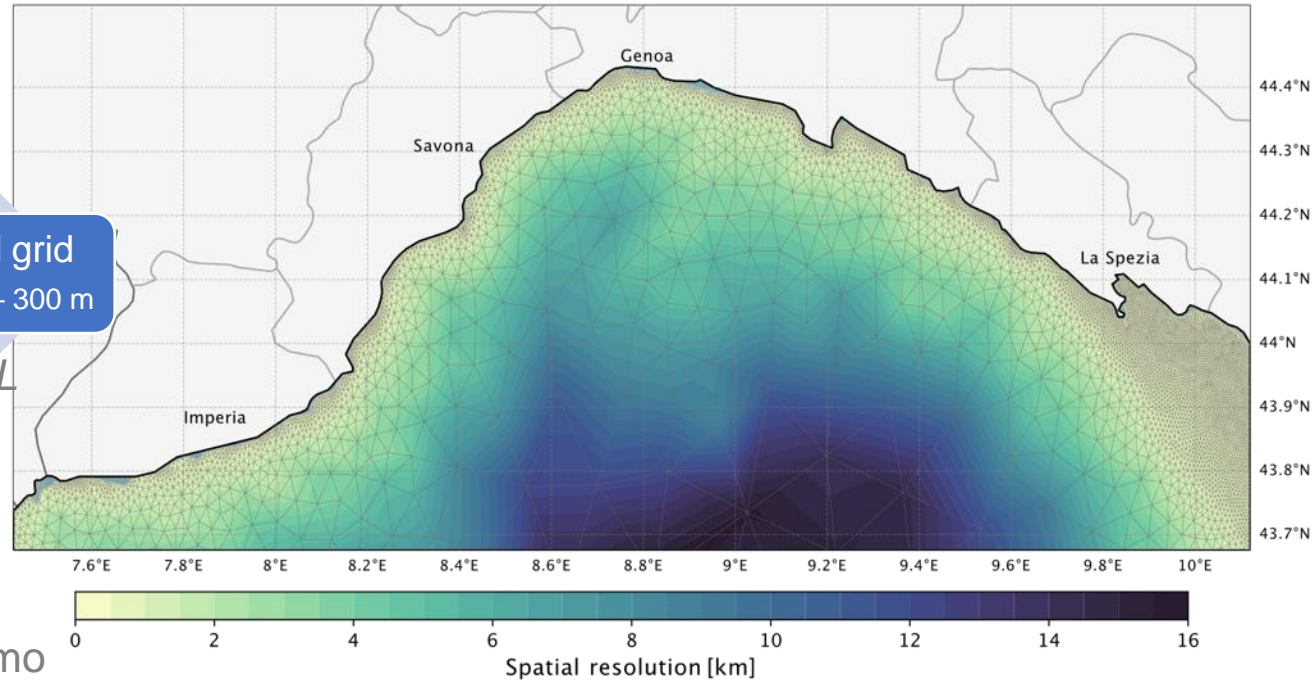 Genoa
44.4°N
Savona
44.3°N
44.2°N
grid
La Spezia
- 300 m
44.1°N
44°N
L
Imperia
43.9°N
43.8°N
43.7°N
7.6°E 7.8°E 8°E 8.2°E 8.4°E 8.6°E 8.8°E 9°E 9.2°E 9.4°E 9.6°E 9.8°E 10°E
0 2 4 6 8 10 12 14 16
mo
Spatial resolution [km]